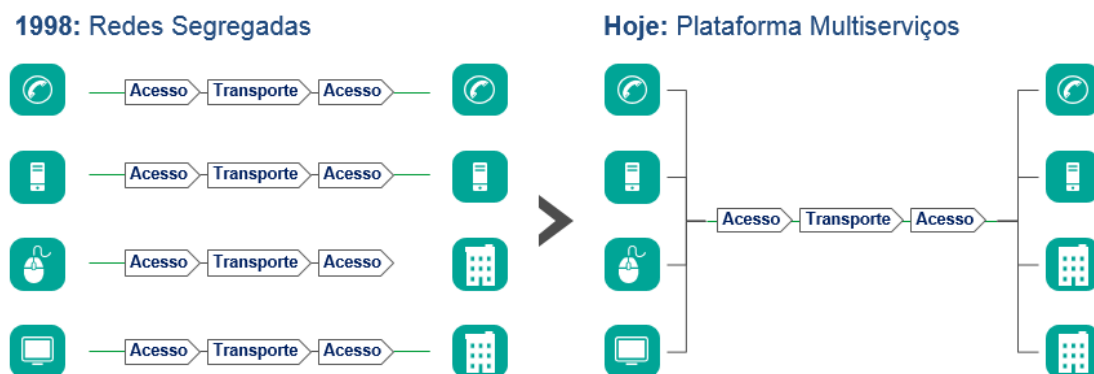 1998: Redes Segregadas
Hoje: Plataforma Multiserviços
Acesso Transporte Acesso
Acesso Transporte Acesso
Acesso Transporte Acesso
Acesso Transporte Acesso
Acesso Transporte Acesso